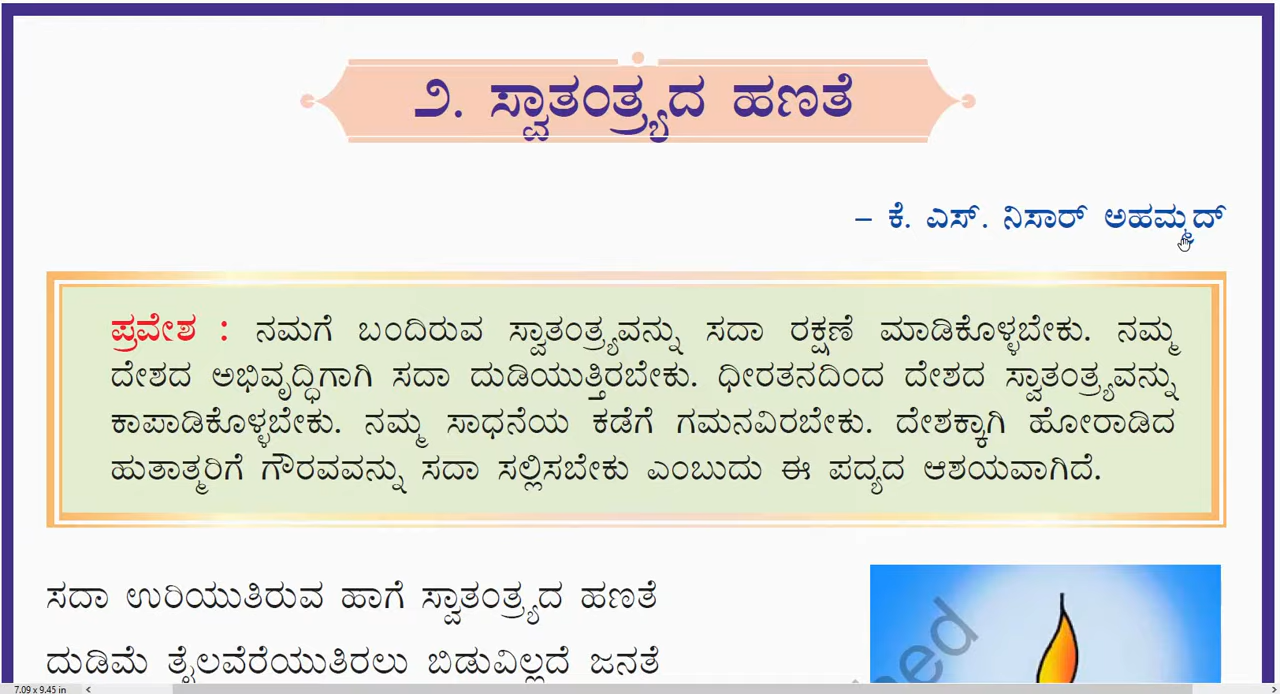 ೨. ಸ್ವಾತಂತ್ರ್ಯದ ಹಣತೆ
– ಕೆ. ಎಸ್. ನಿಸಾರ್ ಅಹಮ್ಮದ್
ಪ್ರವೇಶ : ನಮಗೆ ಬಂದಿರುವ ಸ್ವಾತಂತ್ರ್ಯವನ್ನು ಸದಾ ರಕ್ಷಣೆ ಮಾಡಿಕೊಳ್ಳಬೇಕು. ನಮ್ಮ
ದೇಶದ ಅಭಿವೃದ್ಧಿಗಾಗಿ ಸದಾ ದುಡಿಯುತ್ತಿರಬೇಕು. ಧೀರತನದಿಂದ ದೇಶದ ಸ್ವಾತಂತ್ರ್ಯವನ್ನು
ಕಾಪಾಡಿಕೊಳ್ಳಬೇಕು. ನಮ್ಮ ಸಾಧನೆಯ ಕಡೆಗೆ ಗಮನವಿರಬೇಕು. ದೇಶಕ್ಕಾಗಿ ಹೋರಾಡಿದ
ಹುತಾತ್ಮರಿಗೆ ಗೌರವವನ್ನು ಸದಾ ಸಲ್ಲಿಸಬೇಕು ಎಂಬುದು ಈ ಪದ್ಯದ ಆಶಯವಾಗಿದೆ.
ಸದಾ ಉರಿಯುತಿರುವ ಹಾಗೆ ಸ್ವಾತಂತ್ರ್ಯದ ಹಣತೆ
ದುಡಿಮೆ ತೈಲವೆರೆಯುತಿರಲು ಬಿಡುವಿಲ್ಲದೆ ಜನತೆ
7.09 x 9.45 in